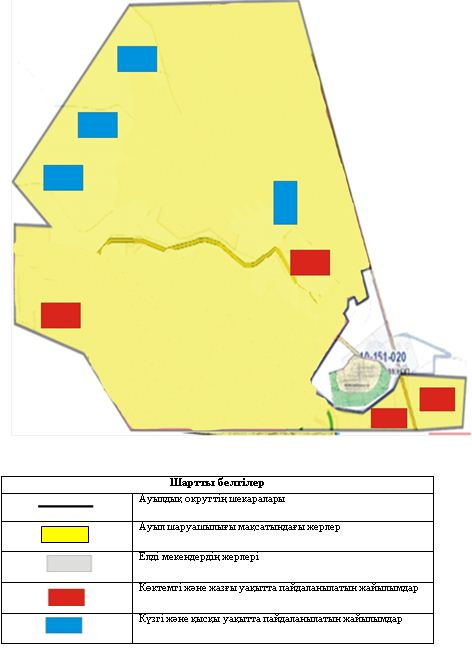 10-151-020
Шартты белгілер
Ауылдық округтің шекаралары
Ауыл шаруашылығы мақсатындағы жерлер
Елді мекендердің жерлері
Көктемгі және жазғы уақытта пайдаланылатын жайылымдар
Күзгі және қысқы уақытта пайдаланылатын жайылымдар